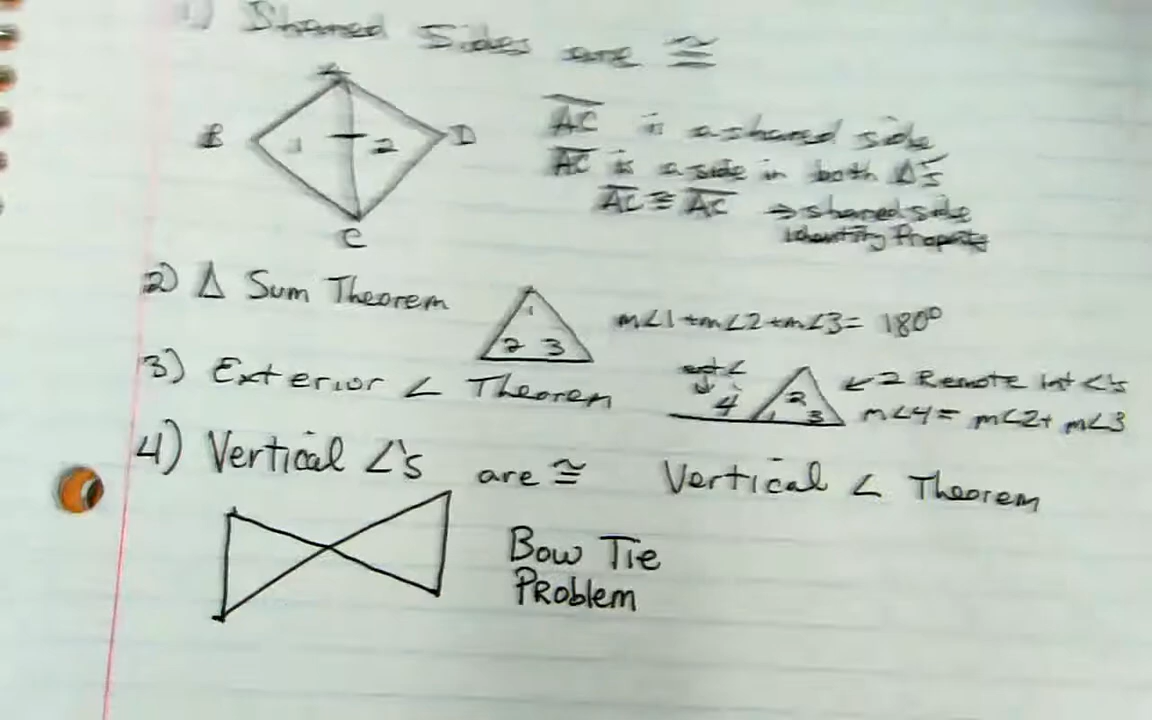 1) Shared Sides are ≅
A
B 1 2 D
C
AC is a shared side
AC is a side in both Δ's
AC ≅ AC → shared side
Identity Property
2) Δ Sum Theorem
1
2 3
m∠1+m∠2+m∠3= 180°
3) Exterior ∠ Theorem
ext ∠
4 1 2 3
← 2 Remote int ∠'s
m∠4 = m∠2 + m∠3
4) Vertical ∠'s are ≅ Vertical ∠ Theorem
Bow Tie
Problem